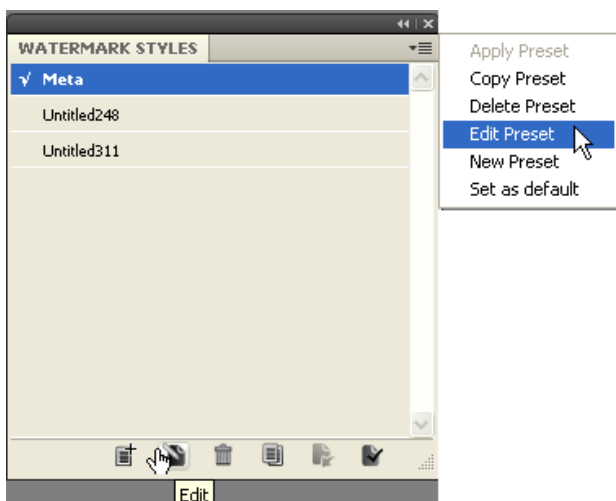 WATERMARK STYLES
Meta
Untitled248
Untitled311
Edit
Apply Preset
Copy Preset
Delete Preset
Edit Preset
New Preset
Set as default